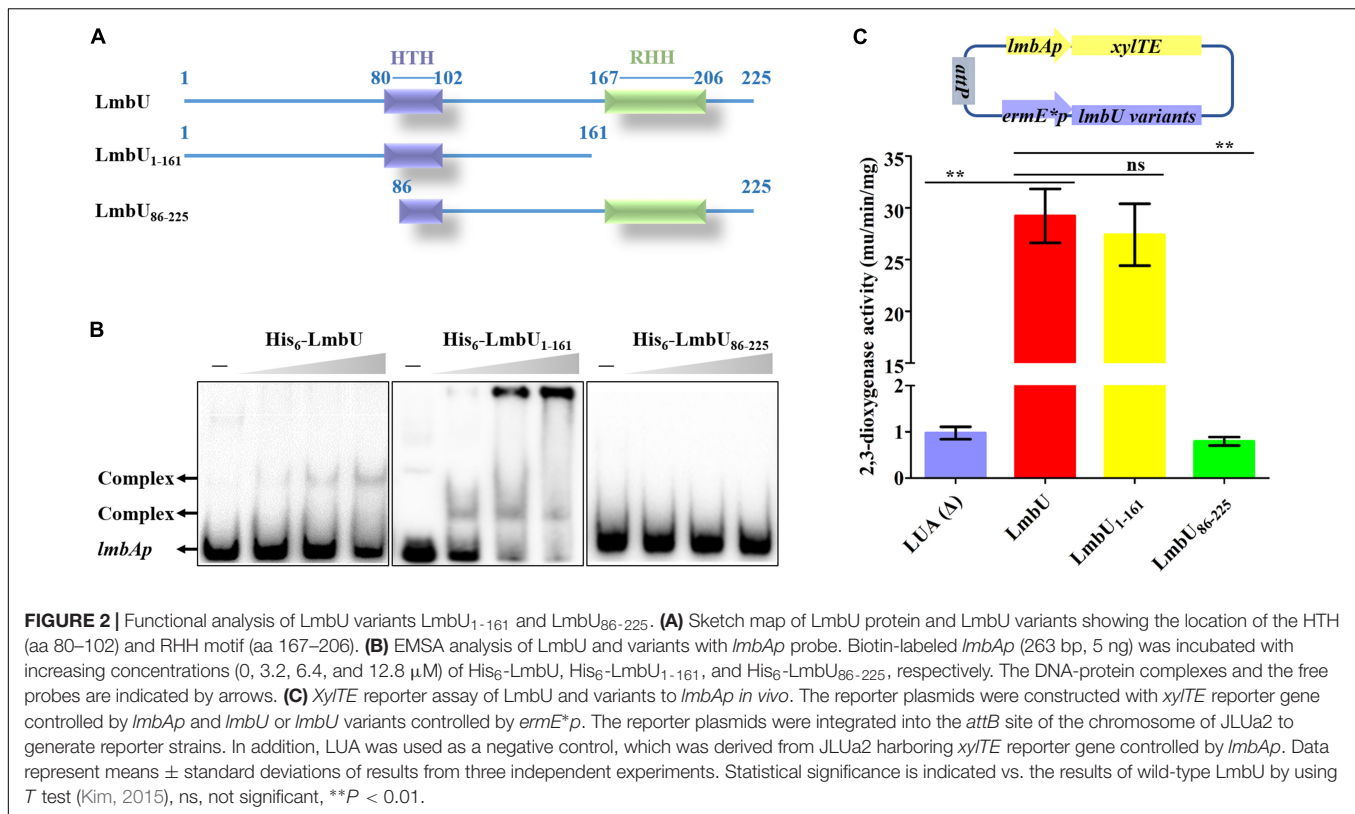 A
HTH
RHH
1
80
102
167
206
225
LmbU
1
161
LmbU1-161
86
225
LmbU86-225
B
His6-LmbU
His6-LmbU1-161
His6-LmbU86-225
—
—
—
Complex
Complex
lmbAp
C
lmbAp
xylTE
attP
ermE*p
lmbU variants
2,3-dioxygenase activity (mu/min/mg)
35
30
25
20
15
2
1
0
**
ns
**
LUA (Δ)
LmbU
LmbU1-161
LmbU86-225
FIGURE 2 | Functional analysis of LmbU variants LmbU1-161 and LmbU86-225. (A) Sketch map of LmbU protein and LmbU variants showing the location of the HTH
(aa 80–102) and RHH motif (aa 167–206). (B) EMSA analysis of LmbU and variants with lmbAp probe. Biotin-labeled lmbAp (263 bp, 5 ng) was incubated with
increasing concentrations (0, 3.2, 6.4, and 12.8 μM) of His6-LmbU, His6-LmbU1-161, and His6-LmbU86-225, respectively. The DNA-protein complexes and the free
probes are indicated by arrows. (C) XylTE reporter assay of LmbU and variants to lmbAp in vivo. The reporter plasmids were constructed with xylTE reporter gene
controlled by lmbAp and lmbU or lmbU variants controlled by ermE*p. The reporter plasmids were integrated into the attB site of the chromosome of JLUa2 to
generate reporter strains. In addition, LUA was used as a negative control, which was derived from JLUa2 harboring xylTE reporter gene controlled by lmbAp. Data
represent means ± standard deviations of results from three independent experiments. Statistical significance is indicated vs. the results of wild-type LmbU by using
T test (Kim, 2015), ns, not significant, **P < 0.01.